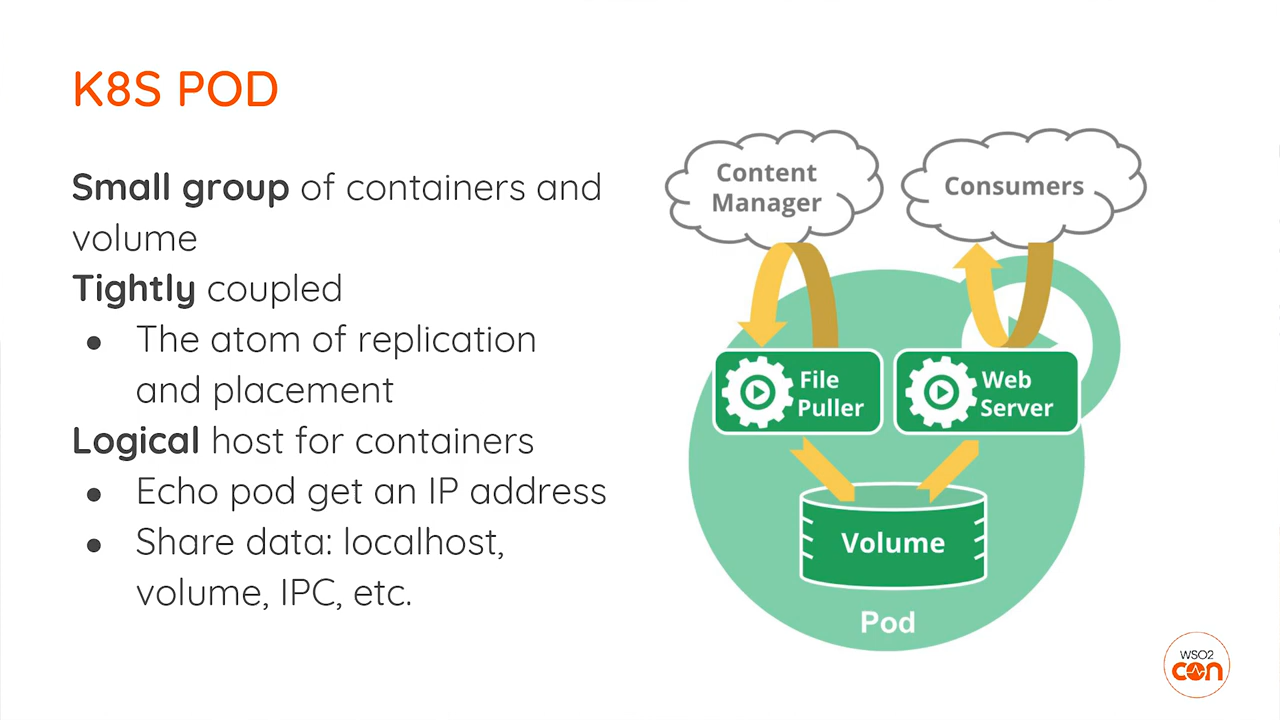 K8S POD
Small group of containers and
volume
Tightly coupled
● The atom of replication
and placement
Logical host for containers
● Echo pod get an IP address
● Share data: localhost,
volume, IPC, etc.
Content
Manager
Consumers
File
Puller
Web
Server
Volume
Pod
WSO2
con